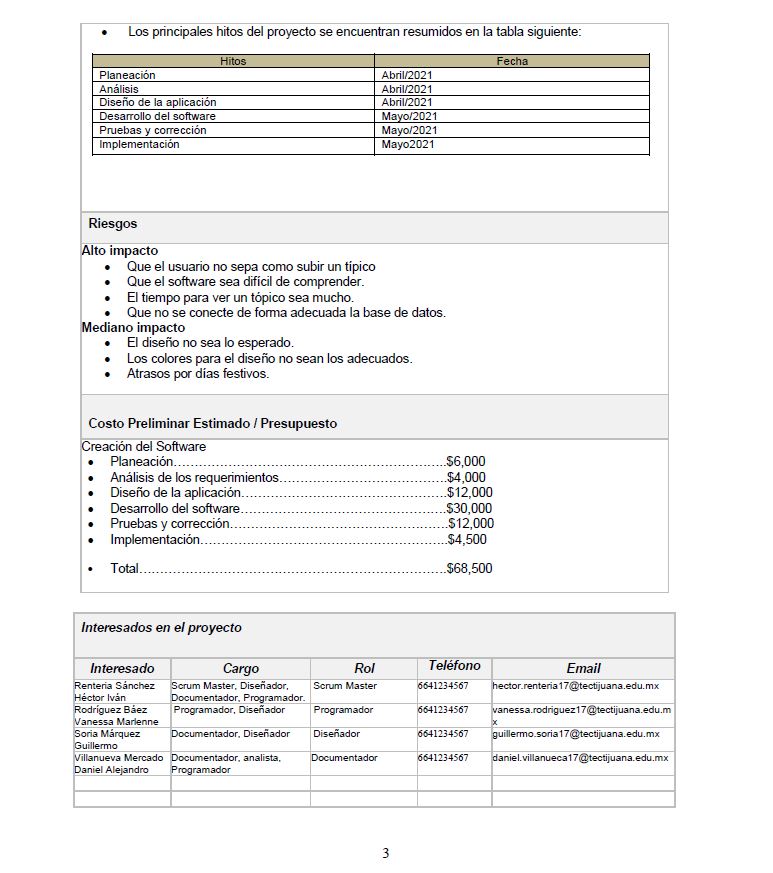 • Los principales hitos del proyecto se encuentran resumidos en la tabla siguiente:
Hitos Fecha
Planeación Abril/2021
Análisis Abril/2021
Diseño de la aplicación Abril/2021
Desarrollo del software Mayo/2021
Pruebas y corrección Mayo/2021
Implementación Mayo2021
Riesgos
Alto impacto
• Que el usuario no sepa como subir un típico
• Que el software sea difícil de comprender.
• El tiempo para ver un tópico sea mucho.
• Que no se conecte de forma adecuada la base de datos.
Mediano impacto
• El diseño no sea lo esperado.
• Los colores para el diseño no sean los adecuados.
• Atrasos por días festivos.
Costo Preliminar Estimado / Presupuesto
Creación del Software
• Planeación……………………………………………………….$6,000
• Análisis de los requerimientos………………………………….$4,000
• Diseño de la aplicación………………………………………….$12,000
• Desarrollo del software………………………………………….$30,000
• Pruebas y corrección…………………………………………….$12,000
• Implementación………………………………………………….$4,500
• Total……………………………………………………………….$68,500
Interesados en el proyecto
Interesado Cargo Rol Teléfono Email
Renteria Sánchez Scrum Master, Diseñador, Scrum Master 6641234567 hector.renteria17@tectijuana.edu.mx
Héctor Iván Documentador, Programador.
Rodríguez Báez Programador, Diseñador Programador 6641234567 vanessa.rodriguez17@tectijuana.edu.m
Vanessa Marlenne x
Soria Márquez Documentador, Diseñador Diseñador 6641234567 guillermo.soria17@tectijuana.edu.mx
Guillermo
Villanueva Mercado Documentador, analista, Documentador 6641234567 daniel.villanueca17@tectijuana.edu.mx
Daniel Alejandro Programador
3